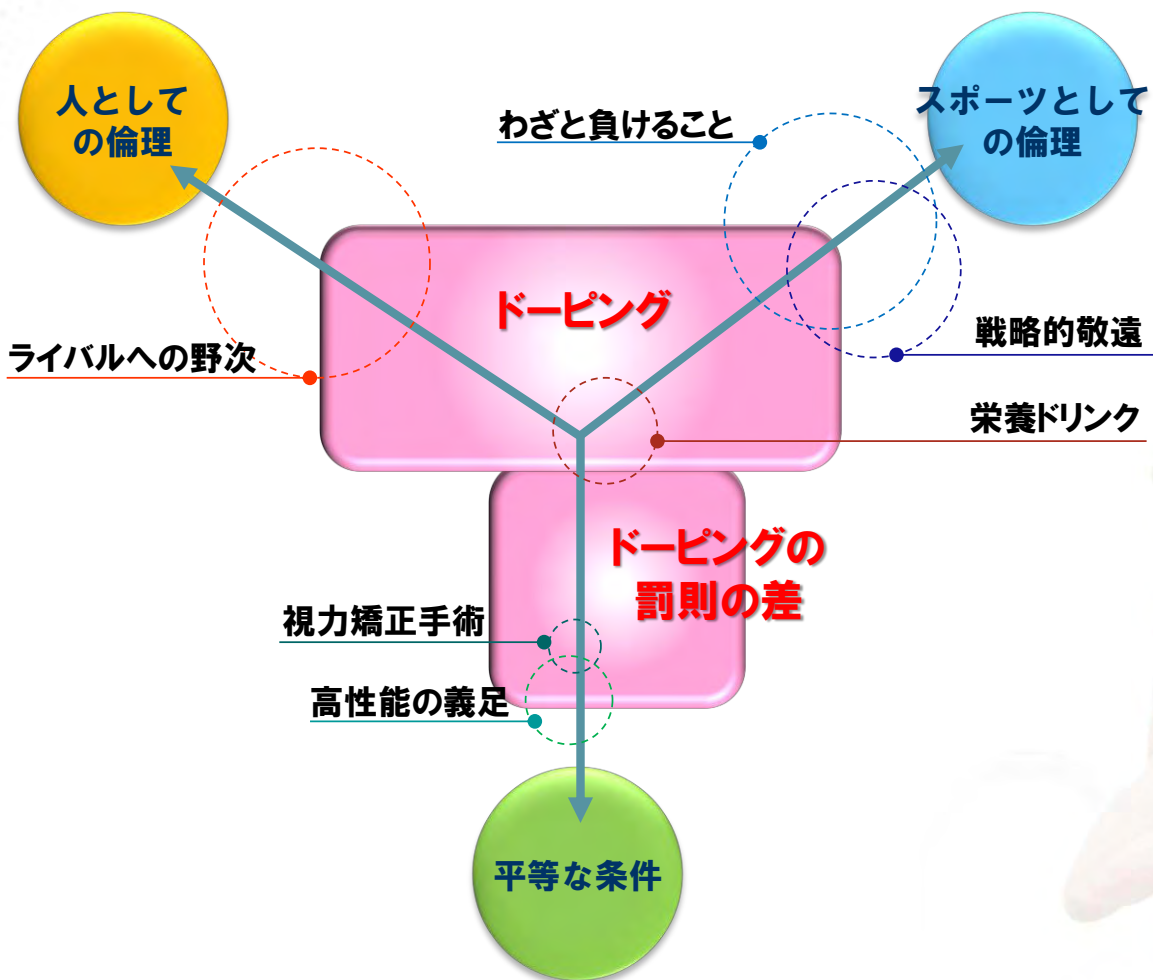 人として
の倫理
スポーツとして
の倫理
わざと負けること
ドーピング
戦略的敬遠
ライバルへの野次
栄養ドリンク
ドーピングの
罰則の差
視力矯正手術
高性能の義足
平等な条件